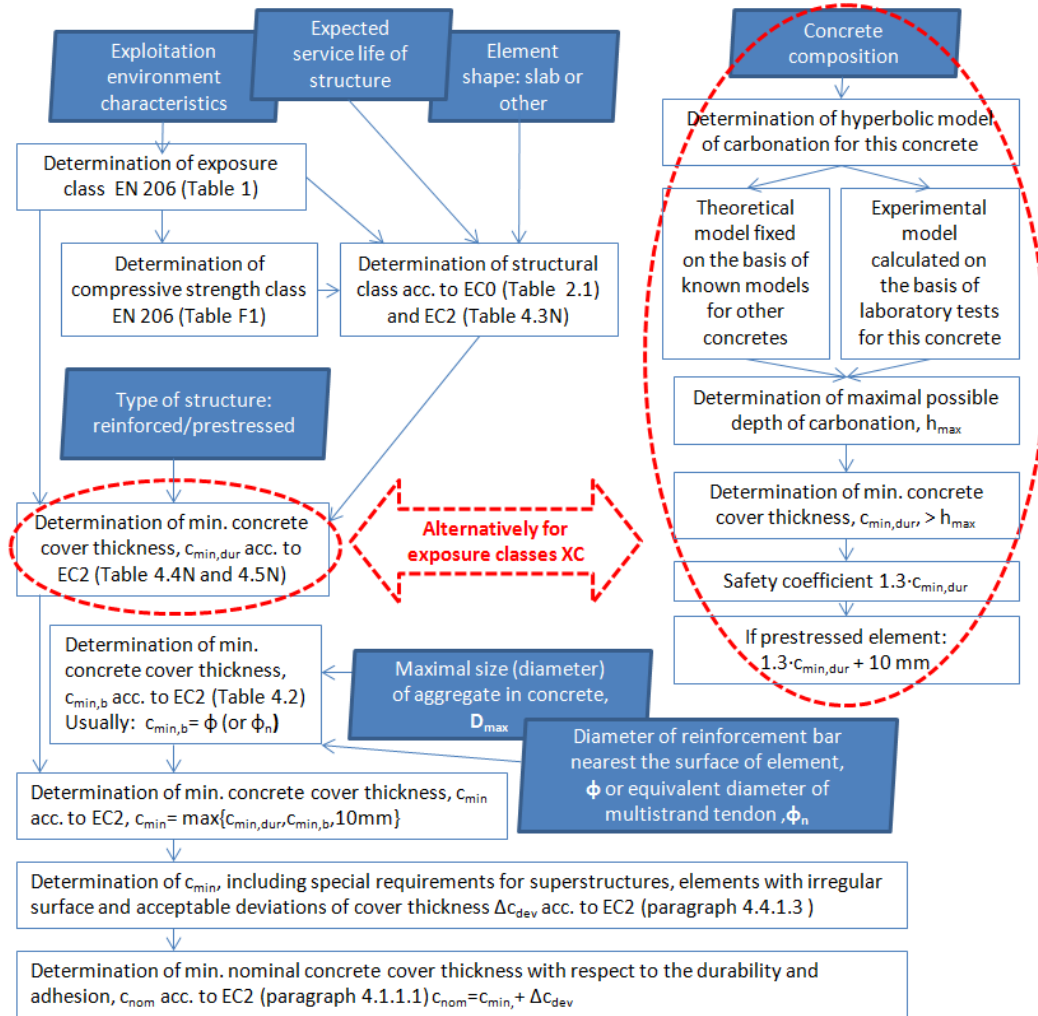 Exploitation
environment
characteristics
Expected
service life of
structure
Element
shape: slab or
other
Concrete
composition
Determination of exposure
class EN 206 (Table 1)
Determination of
compressive strength class
EN 206 (Table F1)
Determination of structural
class acc. to EC0 (Table 2.1)
and EC2 (Table 4.3N)
Determination of hyperbolic model
of carbonation for this concrete
Theoretical
model fixed
on the basis of
known models
for other
concretes
Experimental
model
calculated on
the basis of
laboratory tests
for this concrete
Type of structure:
reinforced/prestressed
Determination of maximal possible
depth of carbonation, hmax
Determination of min. concrete
cover thickness, cmin,dur acc. to
EC2 (Table 4.4N and 4.5N)
Alternatively for
exposure classes XC
Determination of min. concrete
cover thickness, cmin,dur, > hmax
Safety coefficient 1.3·cmin,dur
If prestressed element:
1.3·cmin,dur + 10 mm
Determination of min.
concrete cover thickness,
cmin,b acc. to EC2 (Table 4.2)
Usually: cmin,b= ϕ (or ϕn)
Maximal size (diameter)
of aggregate in concrete,
Dmax
Diameter of reinforcement bar
nearest the surface of element,
ϕ or equivalent diameter of
multistrand tendon ,ϕn
Determination of min. concrete cover thickness, cmin
acc. to EC2, cmin= max{cmin,dur,cmin,b,10mm}
Determination of cmin, including special requirements for superstructures, elements with irregular
surface and acceptable deviations of cover thickness Δcdev acc. to EC2 (paragraph 4.4.1.3 )
Determination of min. nominal concrete cover thickness with respect to the durability and
adhesion, cnom acc. to EC2 (paragraph 4.1.1.1) cnom=cmin,+ Δcdev